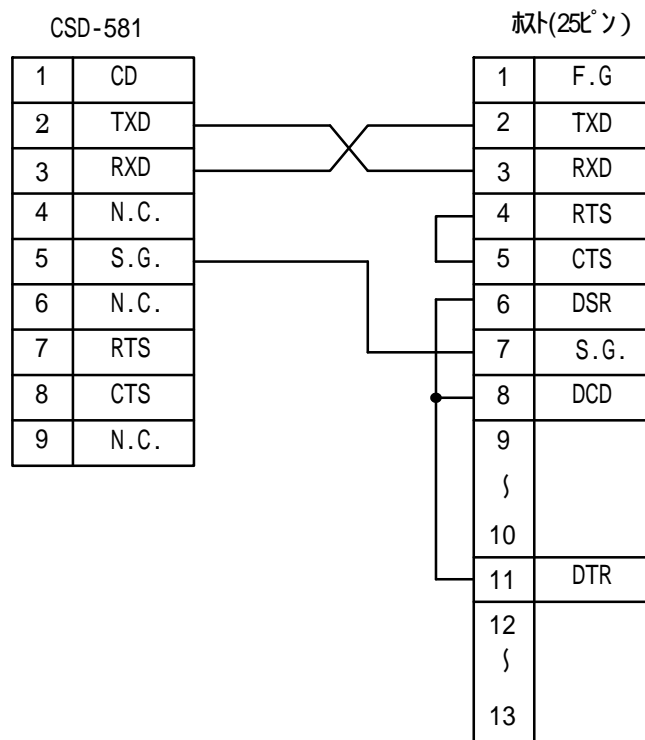 CSD-581
1 CD
2 TXD
3 RXD
4 N.C.
5 S.G.
6 N.C.
7 RTS
8 CTS
9 N.C.
ﾎｽﾄ(25ﾋﾟﾝ)
1 F.G
2 TXD
3 RXD
4 RTS
5 CTS
6 DSR
7 S.G.
8 DCD
9
~
10
11 DTR
12
~
13